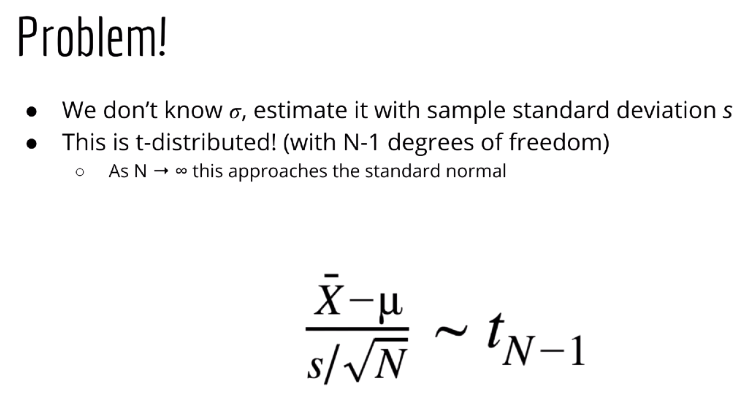 Problem!
● We don't know σ, estimate it with sample standard deviation s
● This is t-distributed! (with N-1 degrees of freedom)
○ As N → ∞ this approaches the standard normal
X̄−μ
s/√N
~ tN−1